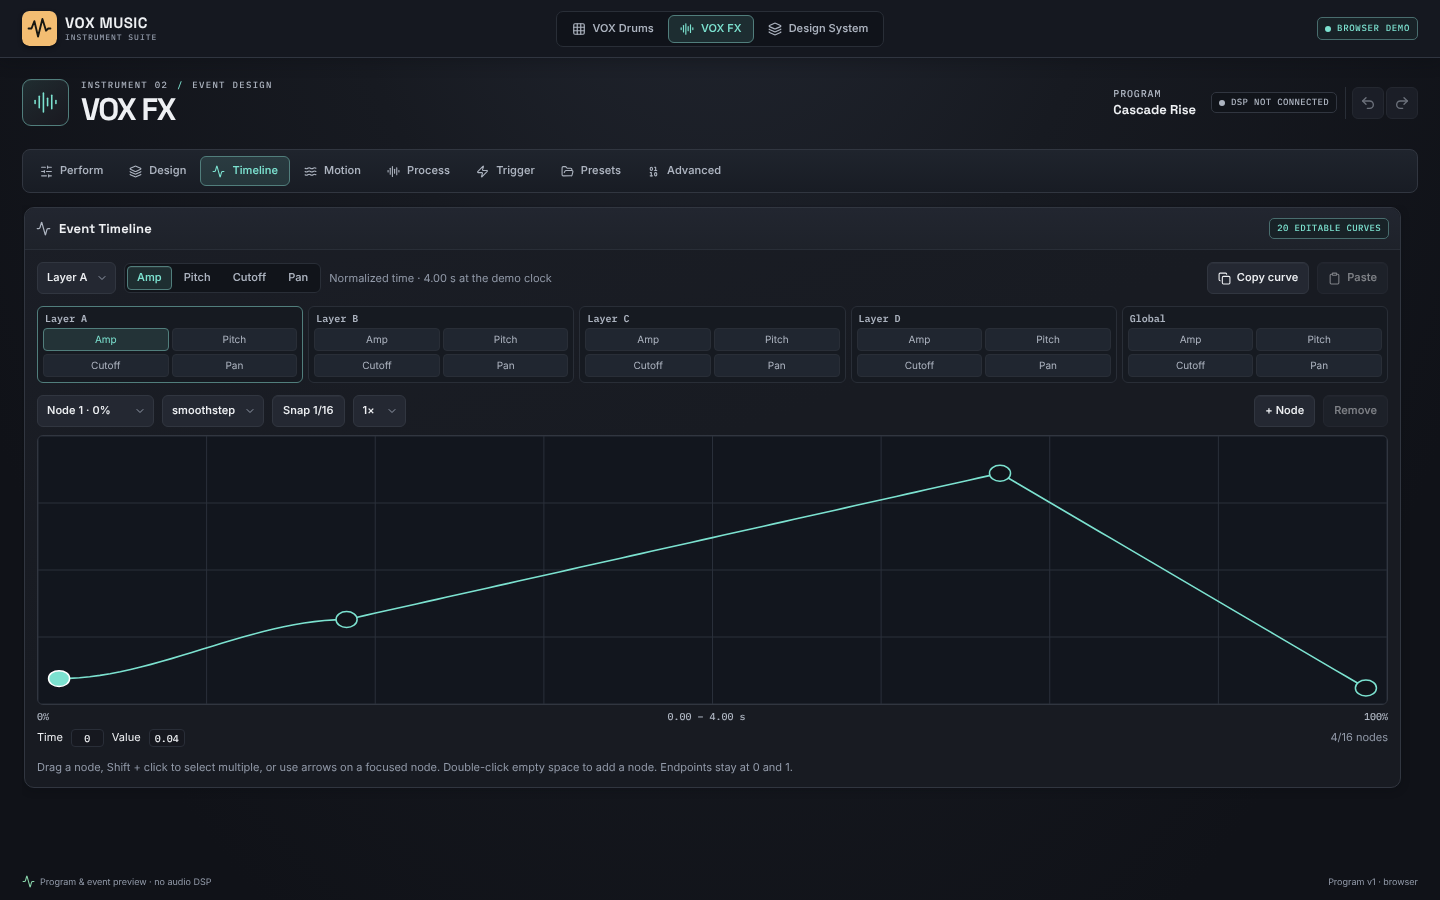 VOX MUSIC
INSTRUMENT SUITE
VOX Drums
VOX FX
Design System
BROWSER DEMO
INSTRUMENT 02 / EVENT DESIGN
VOX FX
PROGRAM
Cascade Rise
DSP NOT CONNECTED
Perform
Design
Timeline
Motion
Process
Trigger
Presets
Advanced
Event Timeline
20 EDITABLE CURVES
Layer A
Amp
Pitch
Cutoff
Pan
Normalized time · 4.00 s at the demo clock
Copy curve
Paste
Layer A
Amp
Pitch
Cutoff
Pan
Layer B
Amp
Pitch
Cutoff
Pan
Layer C
Amp
Pitch
Cutoff
Pan
Layer D
Amp
Pitch
Cutoff
Pan
Global
Amp
Pitch
Cutoff
Pan
Node 1 · 0%
smoothstep
Snap 1/16
1×
+ Node
Remove
0%
0.00 – 4.00 s
100%
Time 0 Value 0.04
4/16 nodes
Drag a node, Shift + click to select multiple, or use arrows on a focused node. Double-click empty space to add a node. Endpoints stay at 0 and 1.
Program & event preview · no audio DSP
Program v1 · browser